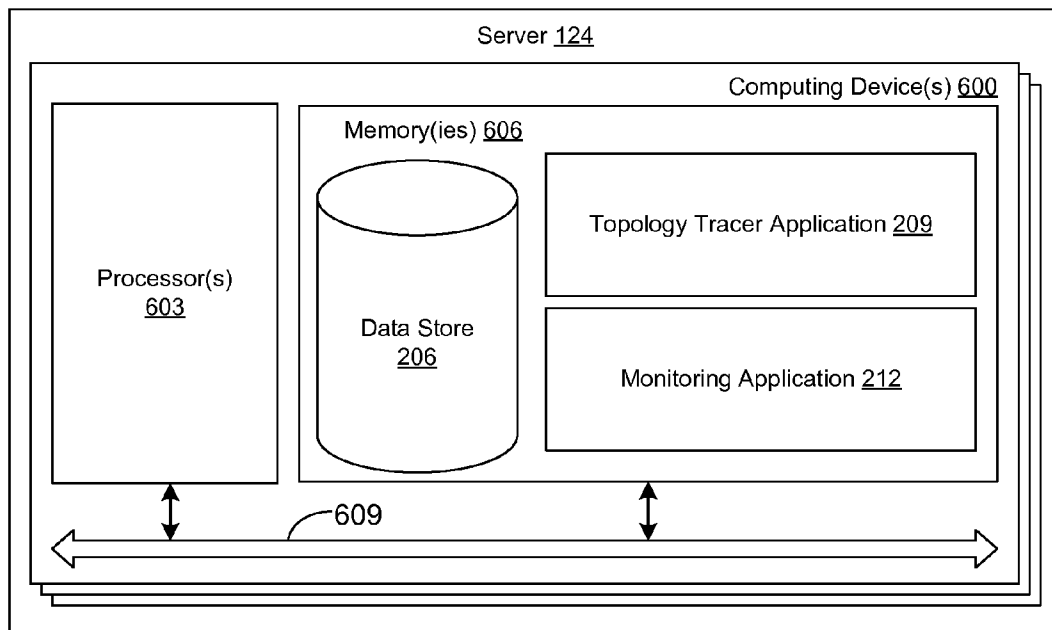 Server 124
Computing Device(s) 600
Memory(ies) 606
Processor(s)
603
Data Store
206
Topology Tracer Application 209
Monitoring Application 212
609